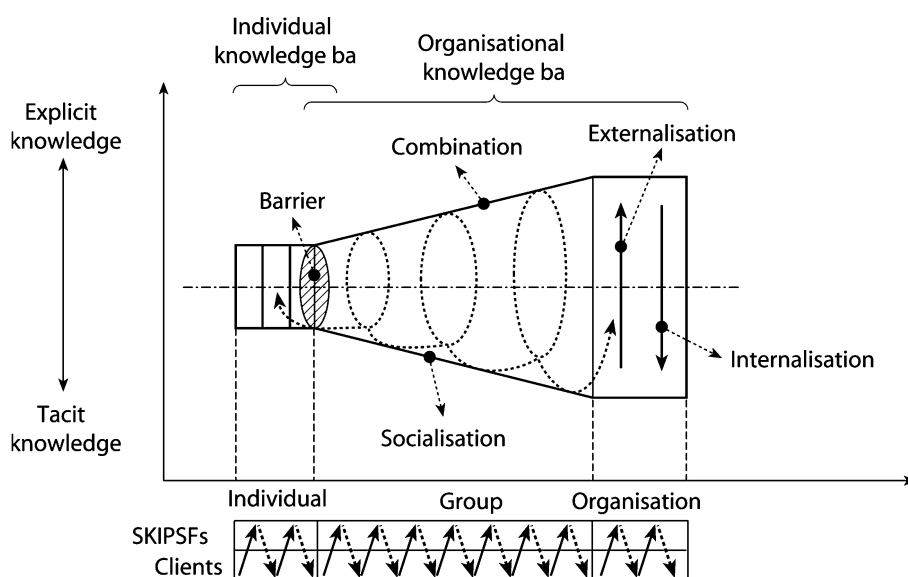 Individual
knowledge ba
Organisational
knowledge ba
Explicit
knowledge
Externalisation
Combination
Barrier
Internalisation
Tacit
knowledge
Socialisation
Individual
Group
Organisation
SKIPSFs
Clients